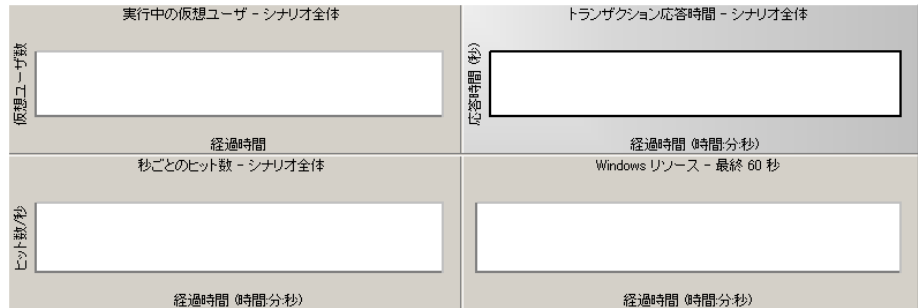 実行中の仮想ユーザ - シナリオ全体
仮想ユーザ数
経過時間
トランザクション応答時間 - シナリオ全体
応答時間 (秒)
経過時間 (時間:分:秒)
秒ごとのヒット数 - シナリオ全体
ヒット数/秒
経過時間 (時間:分:秒)
Windows リソース - 最終 60 秒
経過時間 (時間:分:秒)